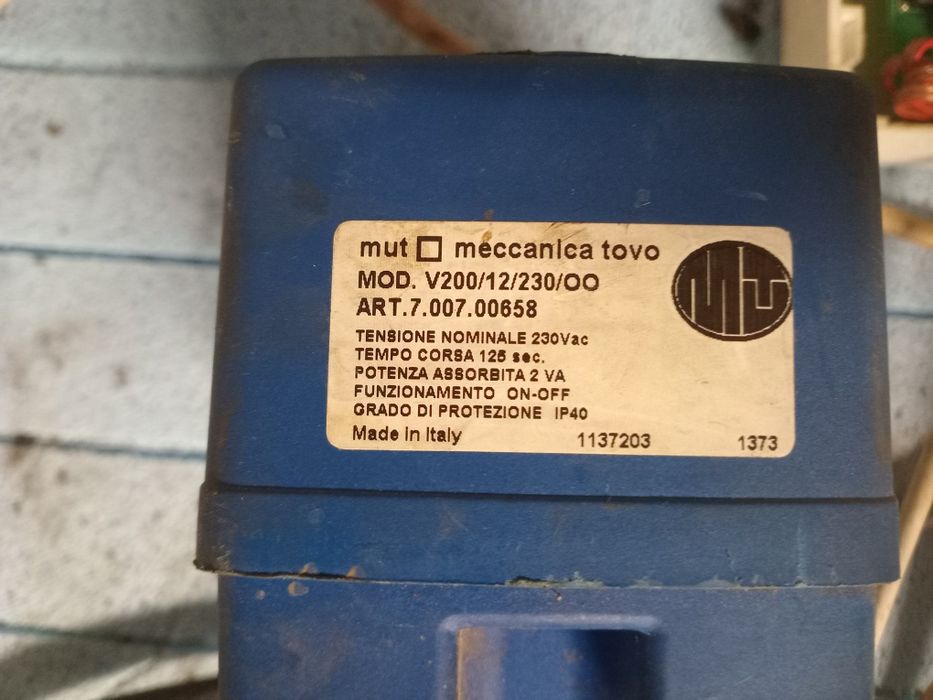 mut □ meccanica tovo
MOD. V200/12/230/OO
ART.7.007.00658
TENSIONE NOMINALE 230Vac
TEMPO CORSA 125 sec.
POTENZA ASSORBITA 2 VA
FUNZIONAMENTO ON-OFF
GRADO DI PROTEZIONE IP40
Made in Italy 1137203 1373